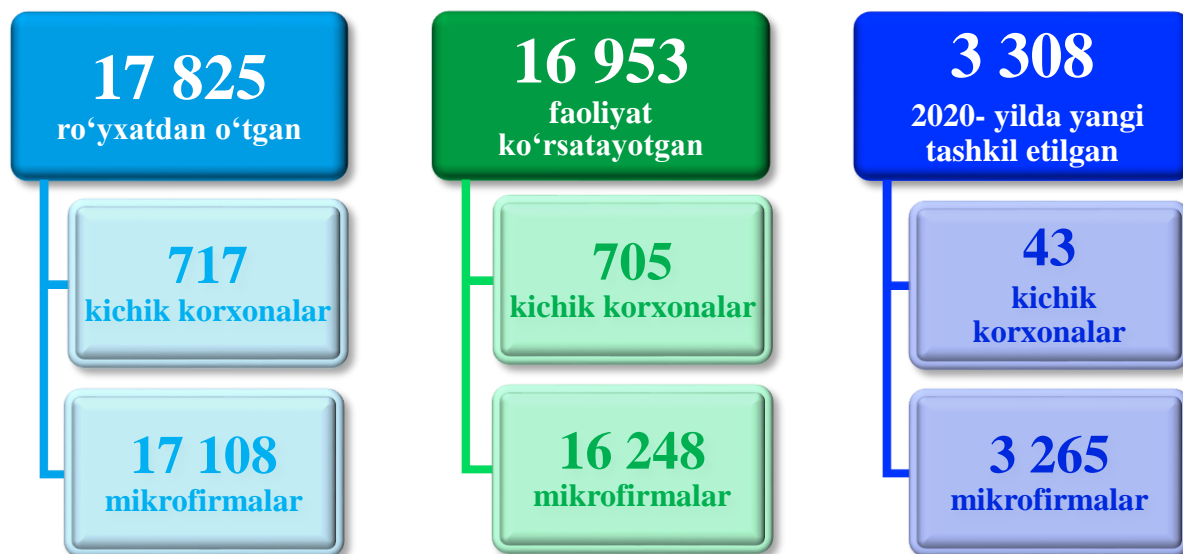 17 825
ro‘yxatdan o‘tgan
717
kichik korxonalar
17 108
mikrofirmalar
16 953
faoliyat
ko‘rsatayotgan
705
kichik korxonalar
16 248
mikrofirmalar
3 308
2020- yilda yangi
tashkil etilgan
43
kichik
korxonalar
3 265
mikrofirmalar